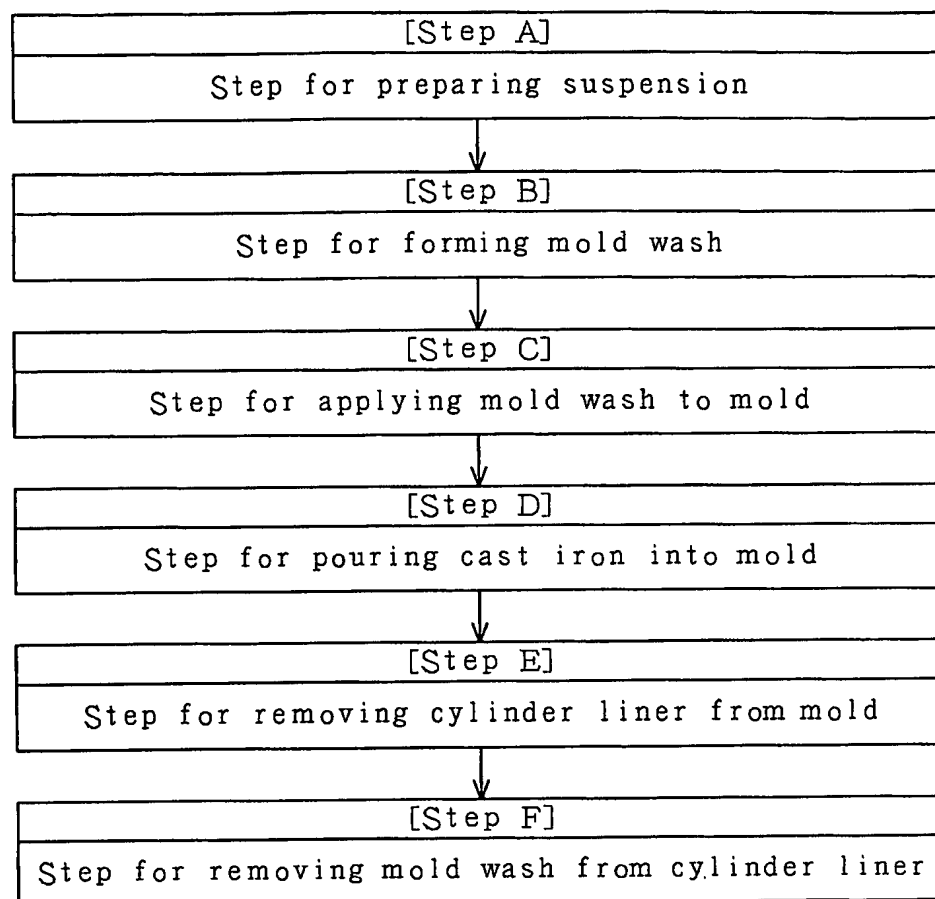 [Step A]
Step for preparing suspension
[Step B]
Step for forming mold wash
[Step C]
Step for applying mold wash to mold
[Step D]
Step for pouring cast iron into mold
[Step E]
Step for removing cylinder liner from mold
[Step F]
Step for removing mold wash from cylinder liner